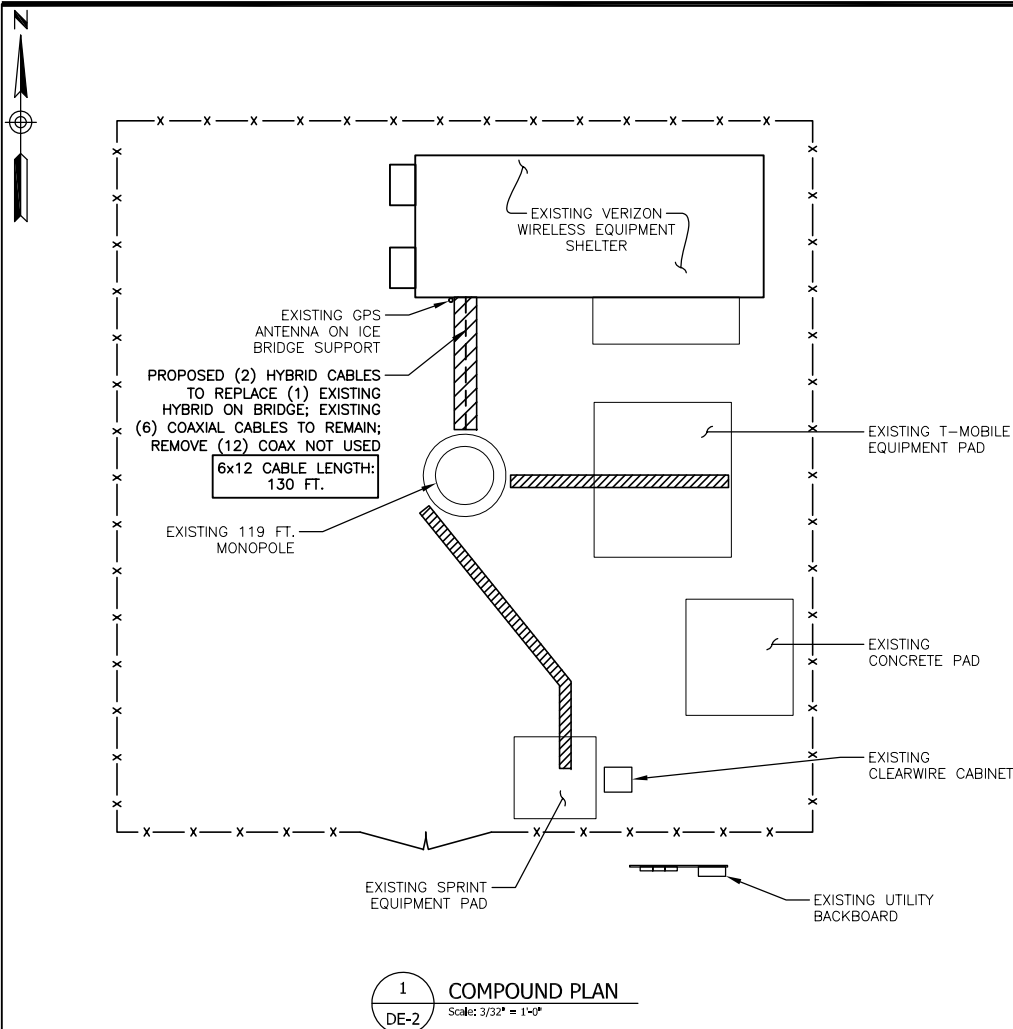 N
EXISTING VERIZON
WIRELESS EQUIPMENT
SHELTER
EXISTING GPS
ANTENNA ON ICE
BRIDGE SUPPORT
PROPOSED (2) HYBRID CABLES
TO REPLACE (1) EXISTING
HYBRID ON BRIDGE; EXISTING
(6) COAXIAL CABLES TO REMAIN;
REMOVE (12) COAX NOT USED
6x12 CABLE LENGTH:
130 FT.
EXISTING T-MOBILE
EQUIPMENT PAD
EXISTING 119 FT.
MONOPOLE
EXISTING
CONCRETE PAD
EXISTING
CLEARWIRE CABINET
EXISTING SPRINT
EQUIPMENT PAD
EXISTING UTILITY
BACKBOARD
1
DE-2
COMPOUND PLAN
Scale: 3/32" = 1'-0"